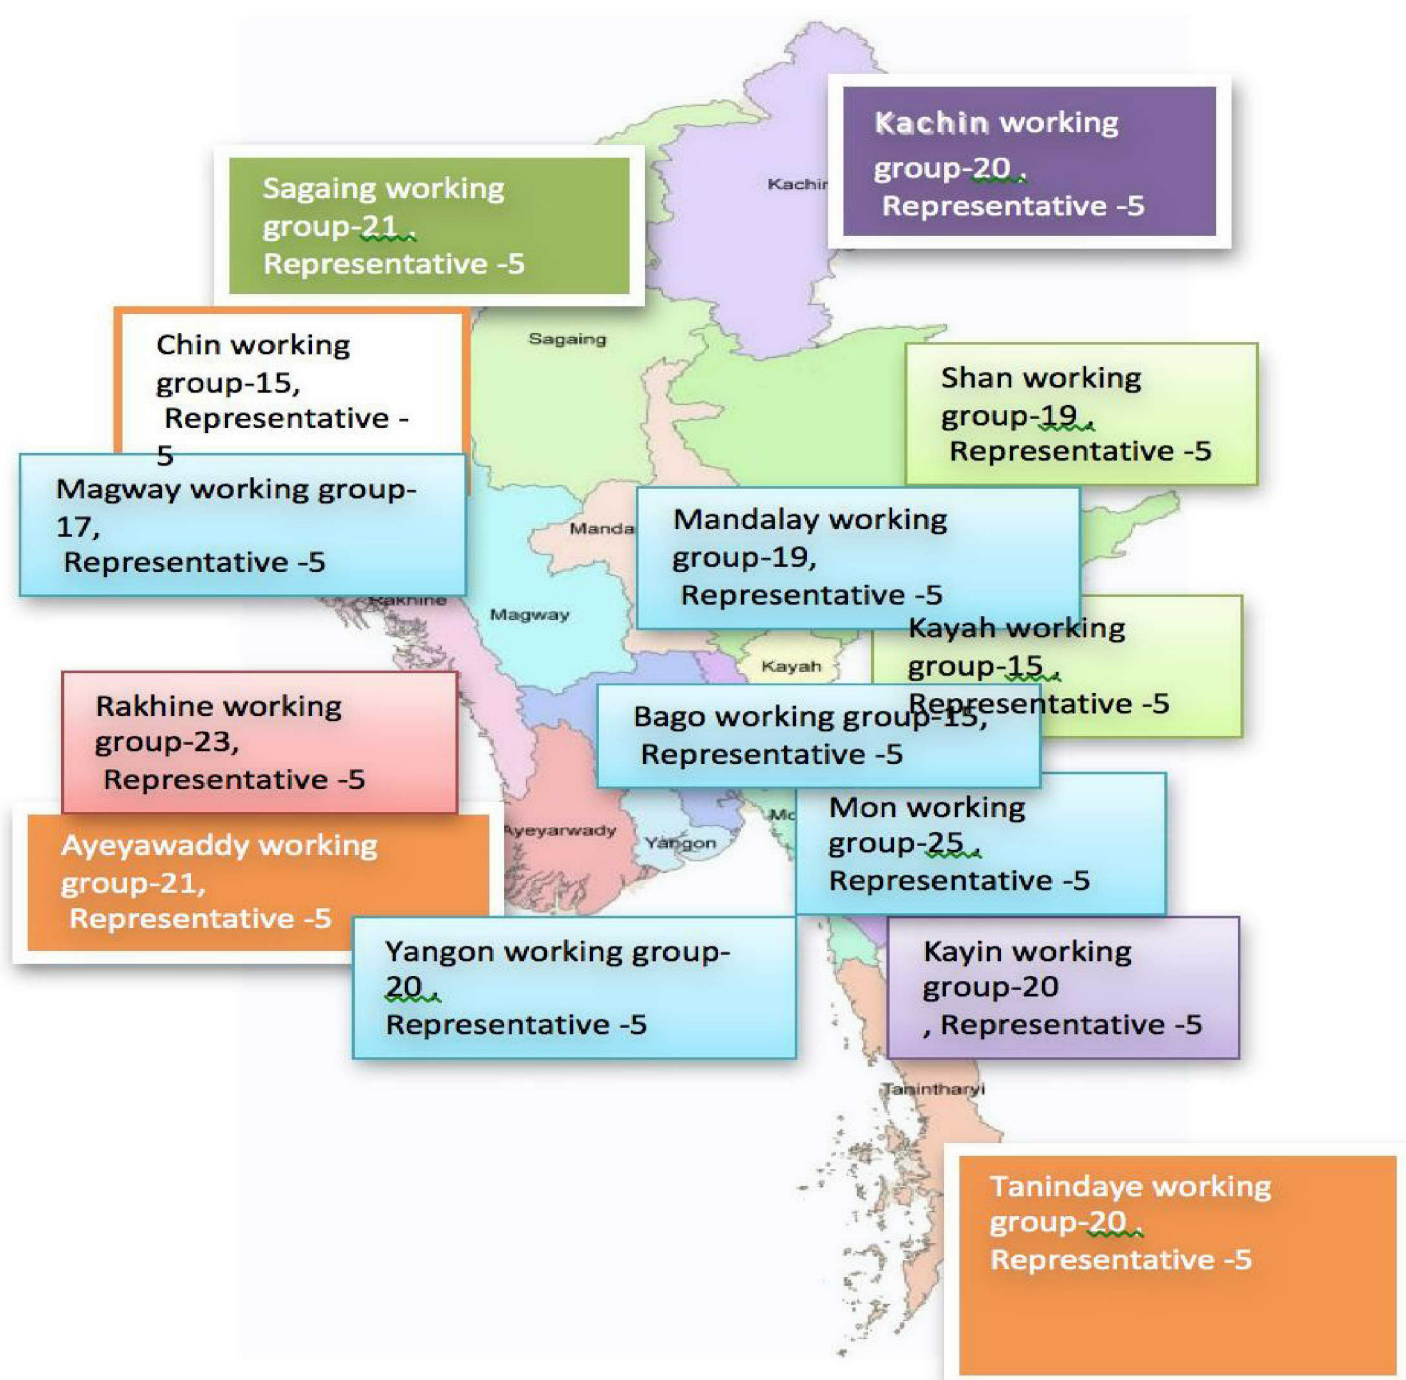 Kachin working
group-20 ,
Representative -5
Kachin
Sagaing working
group-21 ,
Representative -5
Sagaing
Chin working
group-15,
Representative -
5
Shan working
group-19 ,
Representative -5
Magway working group-
17,
Representative -5
Manda
Mandalay working
group-19,
Representative -5
Rakhine
Magway
Kayah working
group-15 ,
Representative -5
Kayah
Rakhine working
group-23,
Representative -5
Bago working group-15,
Representative -5
Mon working
group-25 ,
Representative -5
Mo
Ayeyarwady
Yangon
Ayeyawaddy working
group-21,
Representative -5
Yangon working group-
20 ,
Representative -5
Kayin working
group-20
, Representative -5
Tanintharyi
Tanindaye working
group-20 ,
Representative -5